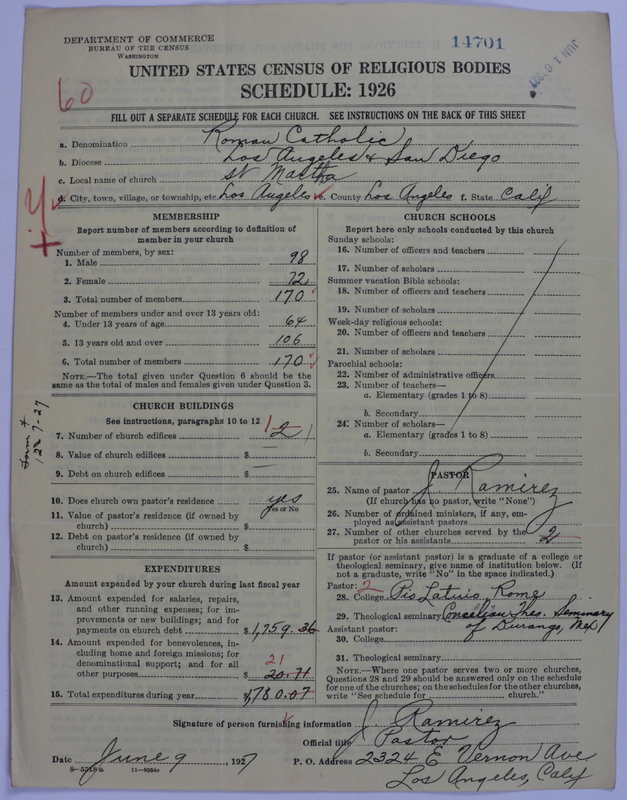 DEPARTMENT OF COMMERCE
BUREAU OF THE CENSUS
WASHINGTON
14701
UNITED STATES CENSUS OF RELIGIOUS BODIES
SCHEDULE: 1926
60
FILL OUT A SEPARATE SCHEDULE FOR EACH CHURCH. SEE INSTRUCTIONS ON THE BACK OF THIS SHEET
a. Denomination Roman Catholic
b. Diocese Los Angeles & San Diego
c. Local name of church St Martha
d. City, town, village, or township, etc Los Angeles e. County Los Angeles f. State Calif
MEMBERSHIP
Report number of members according to definition of
member in your church
Number of members, by sex:
1. Male 98
2. Female 72
3. Total number of members 170
Number of members under and over 13 years old:
4. Under 13 years of age 64
5. 13 years old and over 106
6. Total number of members 170
NOTE.—The total given under Question 6 should be the
same as the total of males and females given under Question 3.
CHURCH BUILDINGS
See instructions, paragraphs 10 to 12
7. Number of church edifices 1 2
8. Value of church edifices $
9. Debt on church edifices $
10. Does church own pastor's residence yes
Yes or No
11. Value of pastor's residence (if owned by
church) $
12. Debt on pastor's residence (if owned by
church) $
EXPENDITURES
Amount expended by your church during last fiscal year
13. Amount expended for salaries, repairs,
and other running expenses; for im-
provements or new buildings; and for
payments on church debt $1,759.36
14. Amount expended for benevolences, in-
cluding home and foreign missions; for
denominational support; and for all
21
other purposes $ 20.71
15. Total expenditures during year $1,780.07
CHURCH SCHOOLS
Report here only schools conducted by this church
Sunday schools:
16. Number of officers and teachers
17. Number of scholars
Summer vacation Bible schools:
18. Number of officers and teachers
19. Number of scholars
Week-day religious schools:
20. Number of officers and teachers
21. Number of scholars
Parochial schools:
22. Number of administrative officers
23. Number of teachers—
a. Elementary (grades 1 to 8)
b. Secondary
24. Number of scholars—
a. Elementary (grades 1 to 8)
b. Secondary
PASTOR
25. Name of pastor J. Ramirez
(If church has no pastor, write "None")
26. Number of ordained ministers, if any, em-
ployed as assistant pastors
27. Number of other churches served by the
pastor or his assistants 2
If pastor (or assistant pastor) is a graduate of a college or
theological seminary, give name of institution below. (If
not a graduate, write "No" in the space indicated.)
Pastor: 2
28. College Pio Latuis Rome
29. Theological seminary Conciliar Theo. Seminary
of Durango, Mex
Assistant pastor:
30. College
31. Theological seminary
NOTE.—Where one pastor serves two or more churches,
Questions 28 and 29 should be answered only on the schedule
for one of the churches; on the schedules for the other churches,
write "See schedule for church."
Signature of person furnishing information J. Ramirez
Official title Pastor
Date June 9, 1927 P. O. Address 2324 E Vernon Ave
Los Angeles, Calif
11—9054c